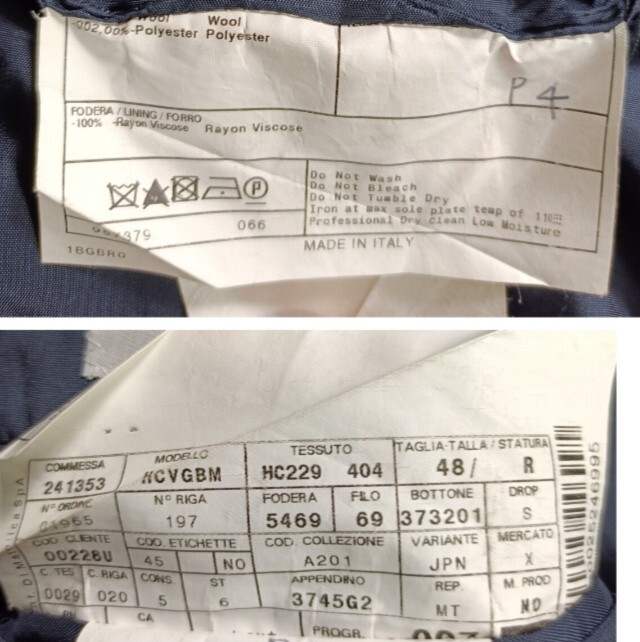 Wool Wool
-002,00%-Polyester Polyester
P 4
FODERA / LINING / FORRO
-100% -Rayon Viscose Rayon Viscose
Do Not Wash
Do Not Bleach
Do Not Tumble Dry
Iron at max sole plate temp of 110
Professional Dry Clean Low Moisture
066
MADE IN ITALY
COMMESSA
241353
MODELLO
HCVGBM
TESSUTO
HC229 404
TAGLIA-TALLA / STATURA
48/ R
N° ORDINE
N° RIGA
197
FODERA
5469
FILO
69
BOTTONE
373201
DROP
S
COD CLIENTE
00228U
COD. ETICHETTE
45 NO
COD. COLLEZIONE
A201
VARIANTE
JPN
MERCATO
X
C. TES
0029
C. RIGA
020
CONS
5
ST
6
APPENDINO
3745G2
REP.
MT
M. PROD
NO
CA
PROGR.
00025246995